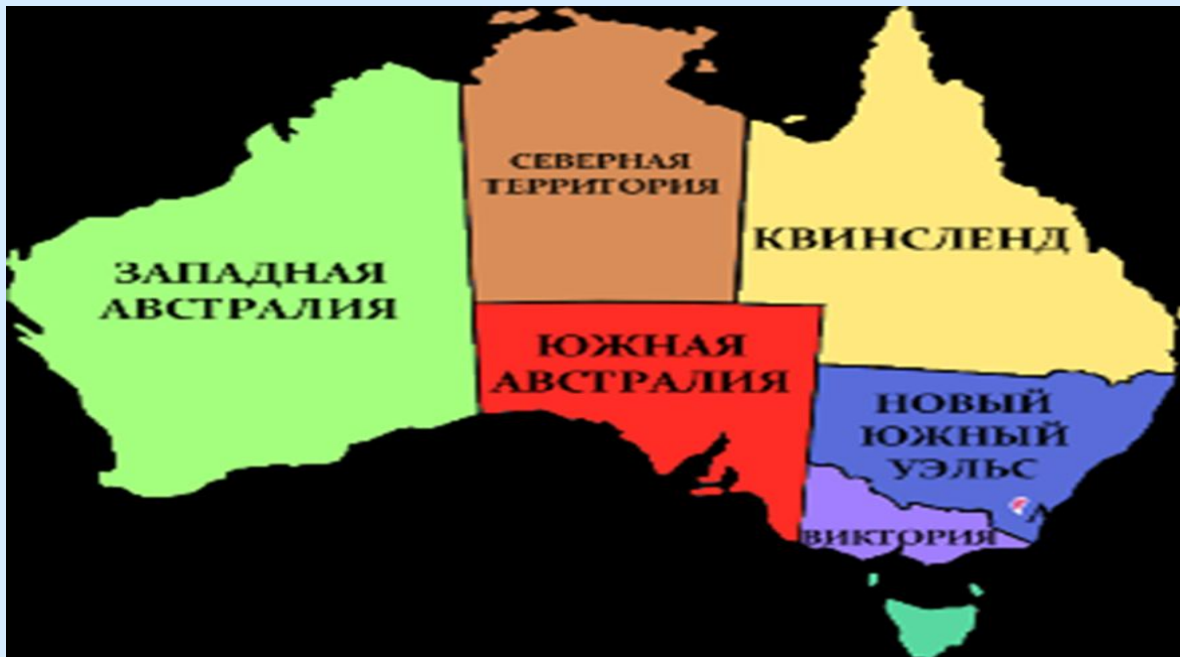 СЕВЕРНАЯ
ТЕРРИТОРИЯ
КВИНСЛЕНД
ЗАПАДНАЯ
АВСТРАЛИЯ
ЮЖНАЯ
АВСТРАЛИЯ
НОВЫЙ
ЮЖНЫЙ
УЭЛЬС
ВИКТОРИЯ